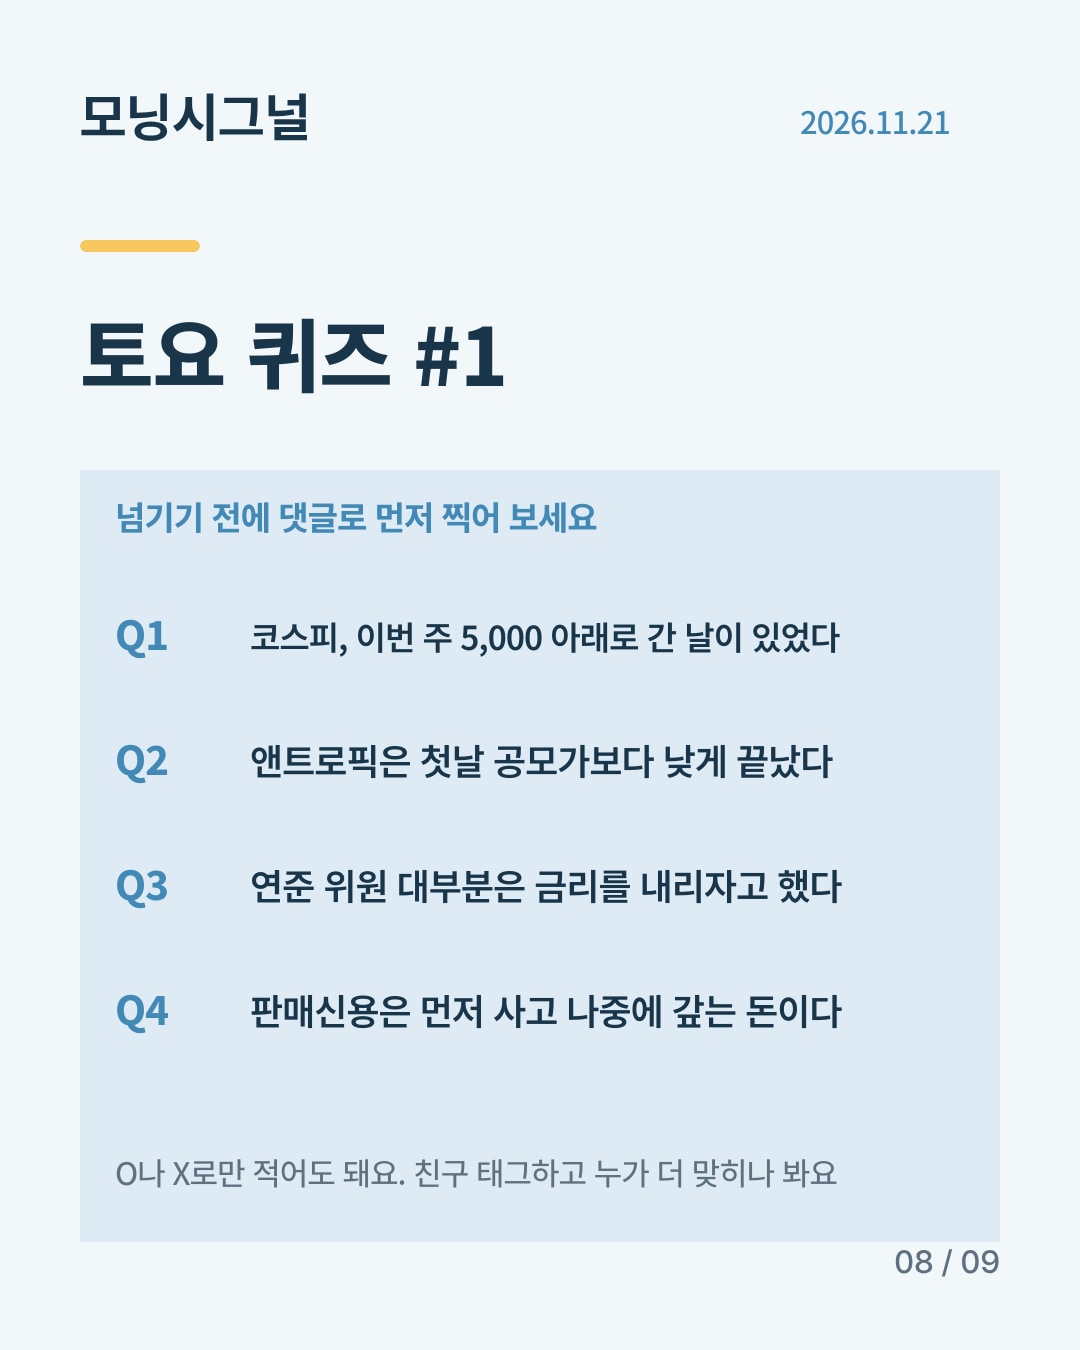 모닝시그널
2026.11.21
토요 퀴즈 #1
넘기기 전에 댓글로 먼저 찍어 보세요
Q1 코스피, 이번 주 5,000 아래로 간 날이 있었다
Q2 앤트로픽은 첫날 공모가보다 낮게 끝났다
Q3 연준 위원 대부분은 금리를 내리자고 했다
Q4 판매신용은 먼저 사고 나중에 갚는 돈이다
O나 X로만 적어도 돼요. 친구 태그하고 누가 더 맞히나 봐요
08 / 09